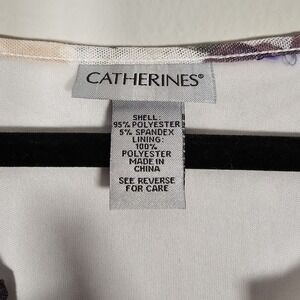 CATHERINES®
SHELL:
95% POLYESTER
5% SPANDEX
LINING:
100%
POLYESTER
MADE IN
CHINA
SEE REVERSE
FOR CARE